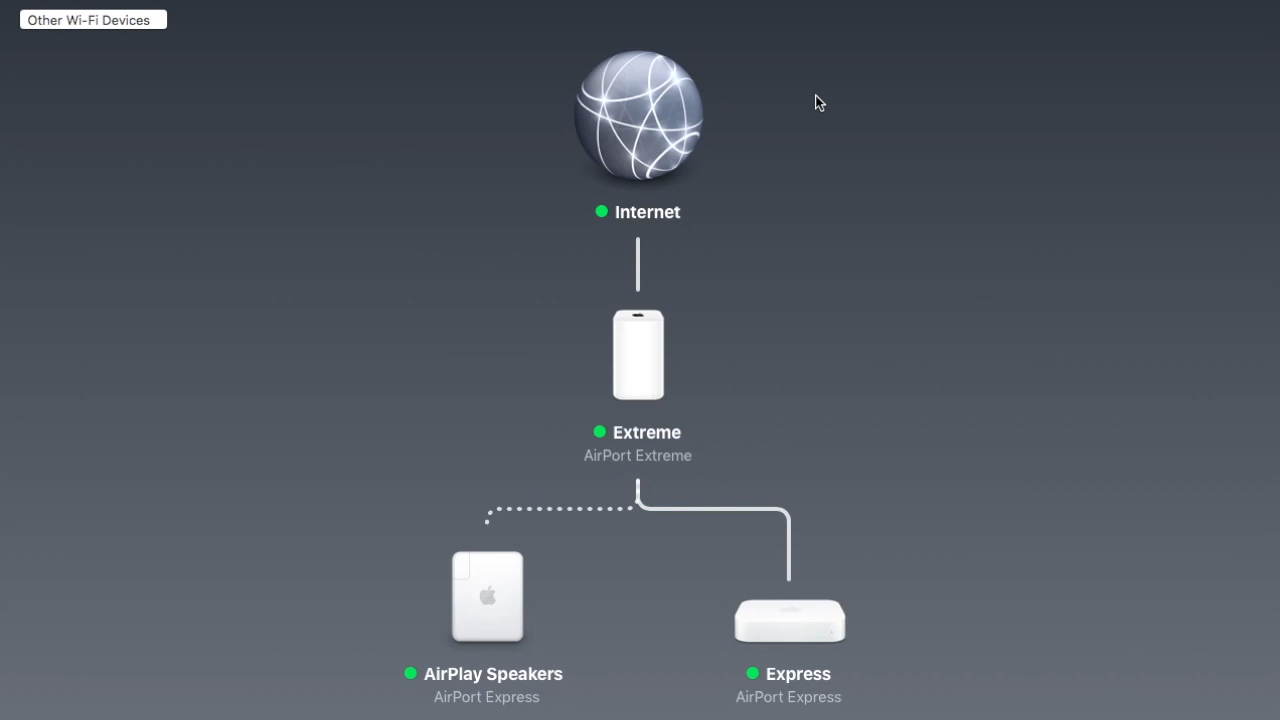 Other Wi-Fi Devices
Internet
Extreme
AirPort Extreme
AirPlay Speakers
AirPort Express
Express
AirPort Express